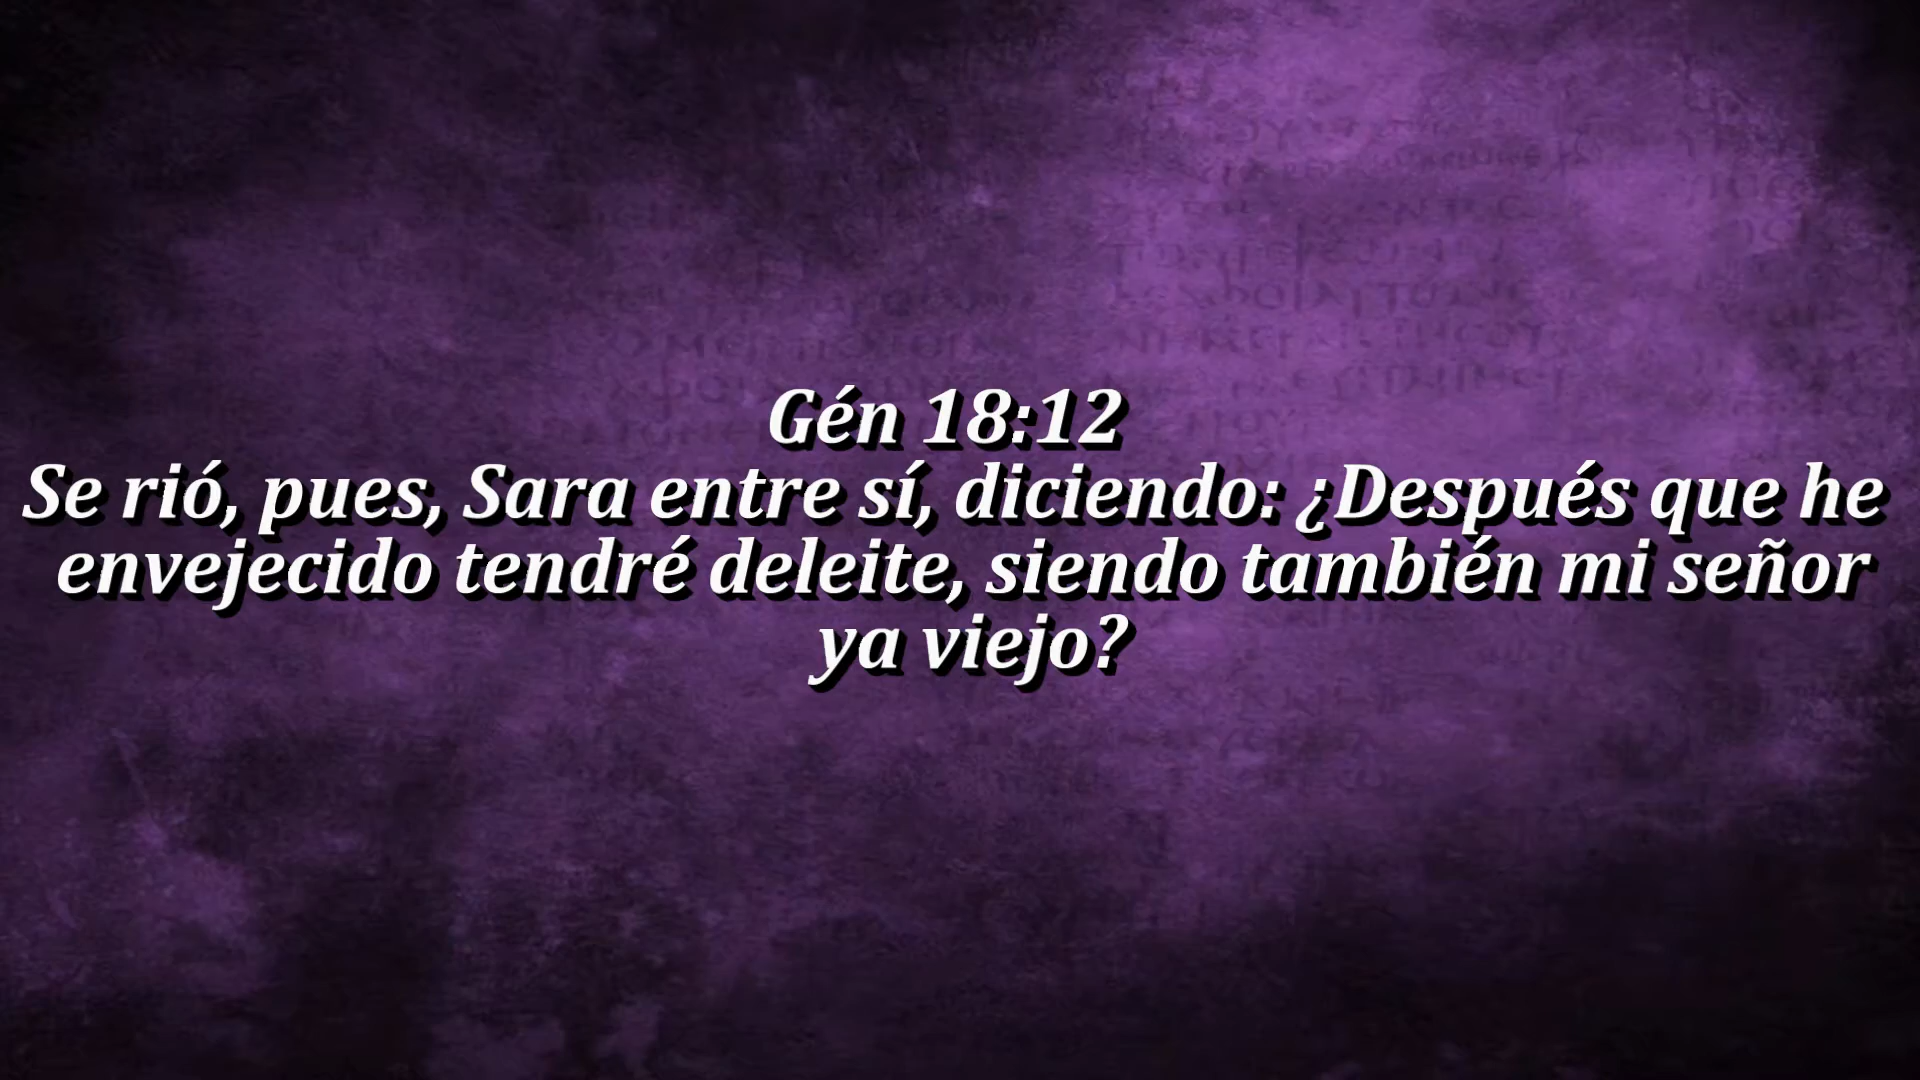 Gén 18:12
Se rió, pues, Sara entre sí, diciendo: ¿Después que he
envejecido tendré deleite, siendo también mi señor
ya viejo?